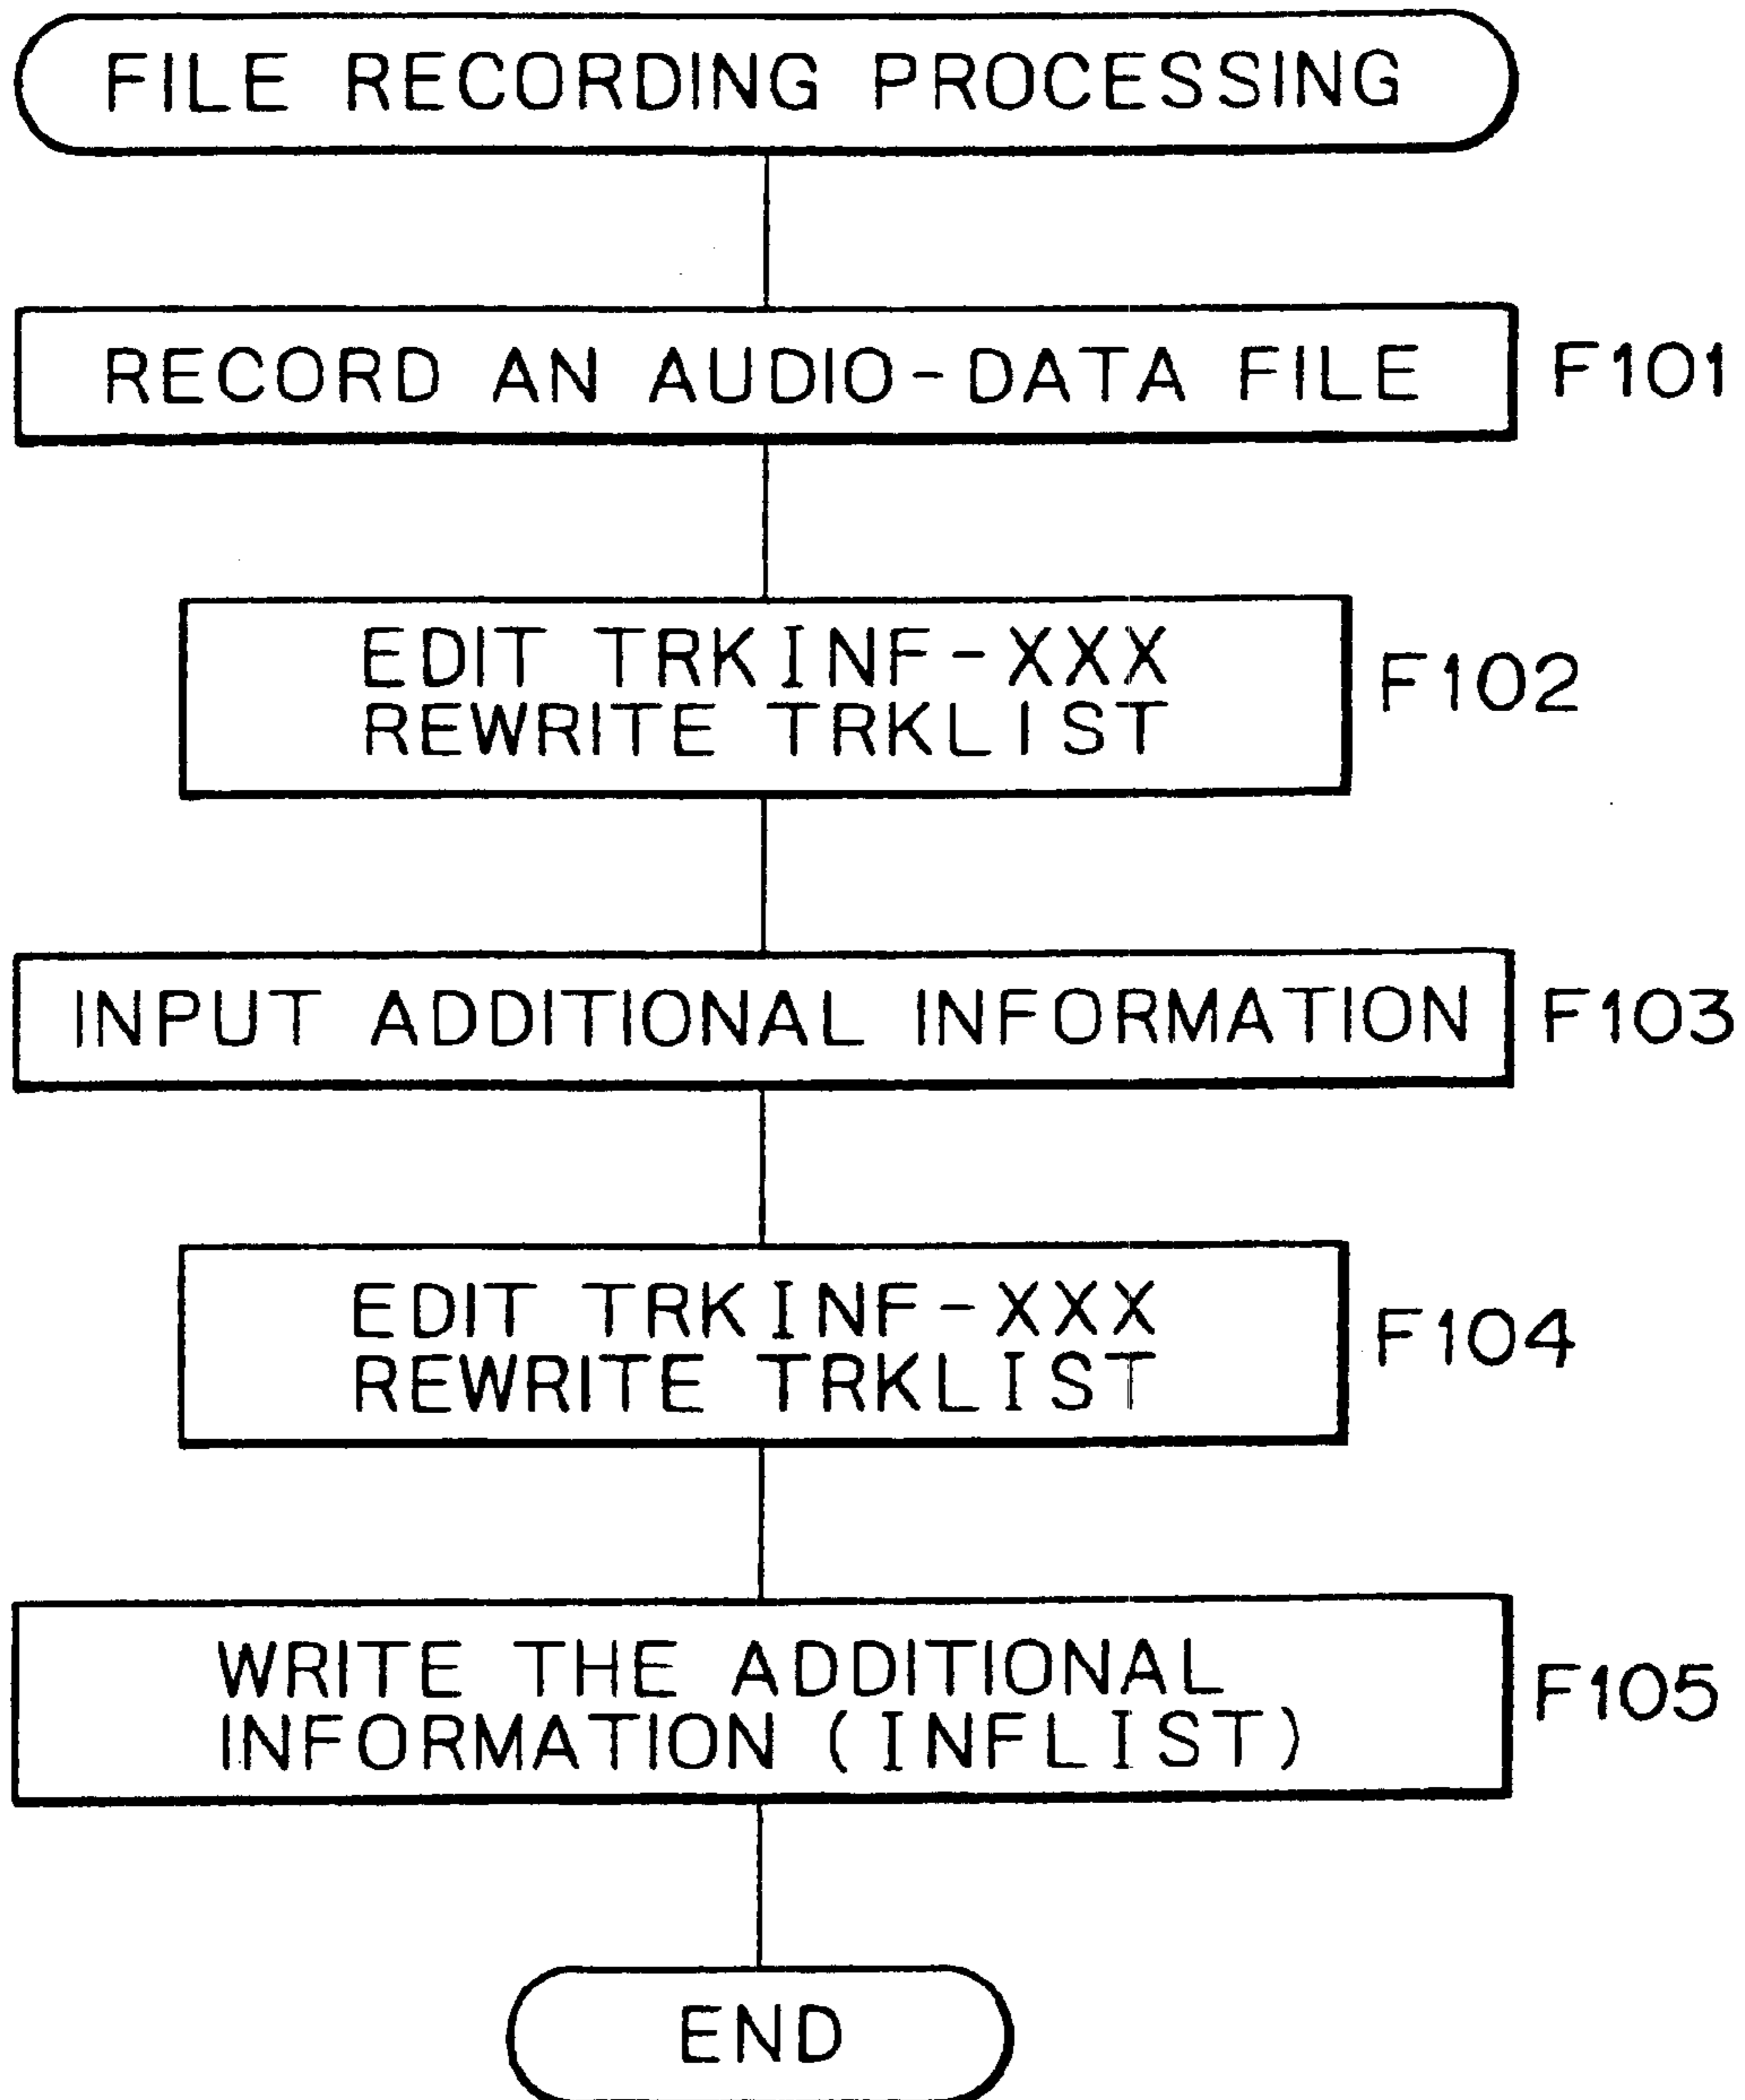 FILE RECORDING PROCESSING
RECORD AN AUDIO-DATA FILE
F101
EDIT TRKINF-XXX
REWRITE TRKLIST
F102
INPUT ADDITIONAL INFORMATION
F103
EDIT TRKINF-XXX
REWRITE TRKLIST
F104
WRITE THE ADDITIONAL
INFORMATION (INFLIST)
F105
END